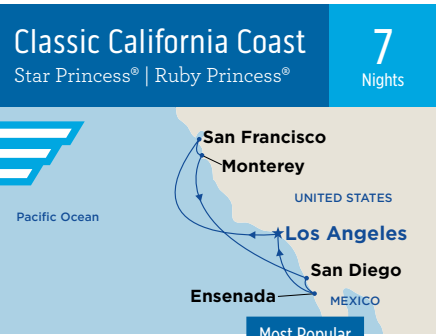 Classic California Coast
Star Princess® | Ruby Princess®
7
Nights
San Francisco
Monterey
UNITED STATES
Pacific Ocean
Los Angeles
San Diego
Ensenada
MEXICO
Most Popular